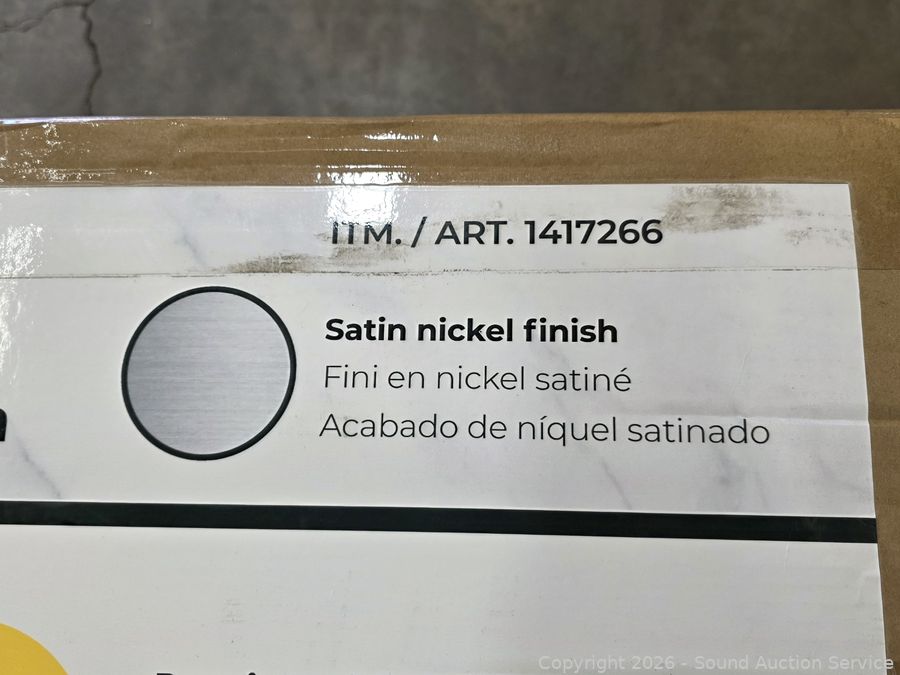 ITM. / ART. 1417266
Satin nickel finish
Fini en nickel satiné
Acabado de níquel satinado
Copyright 2026 - Sound Auction Service